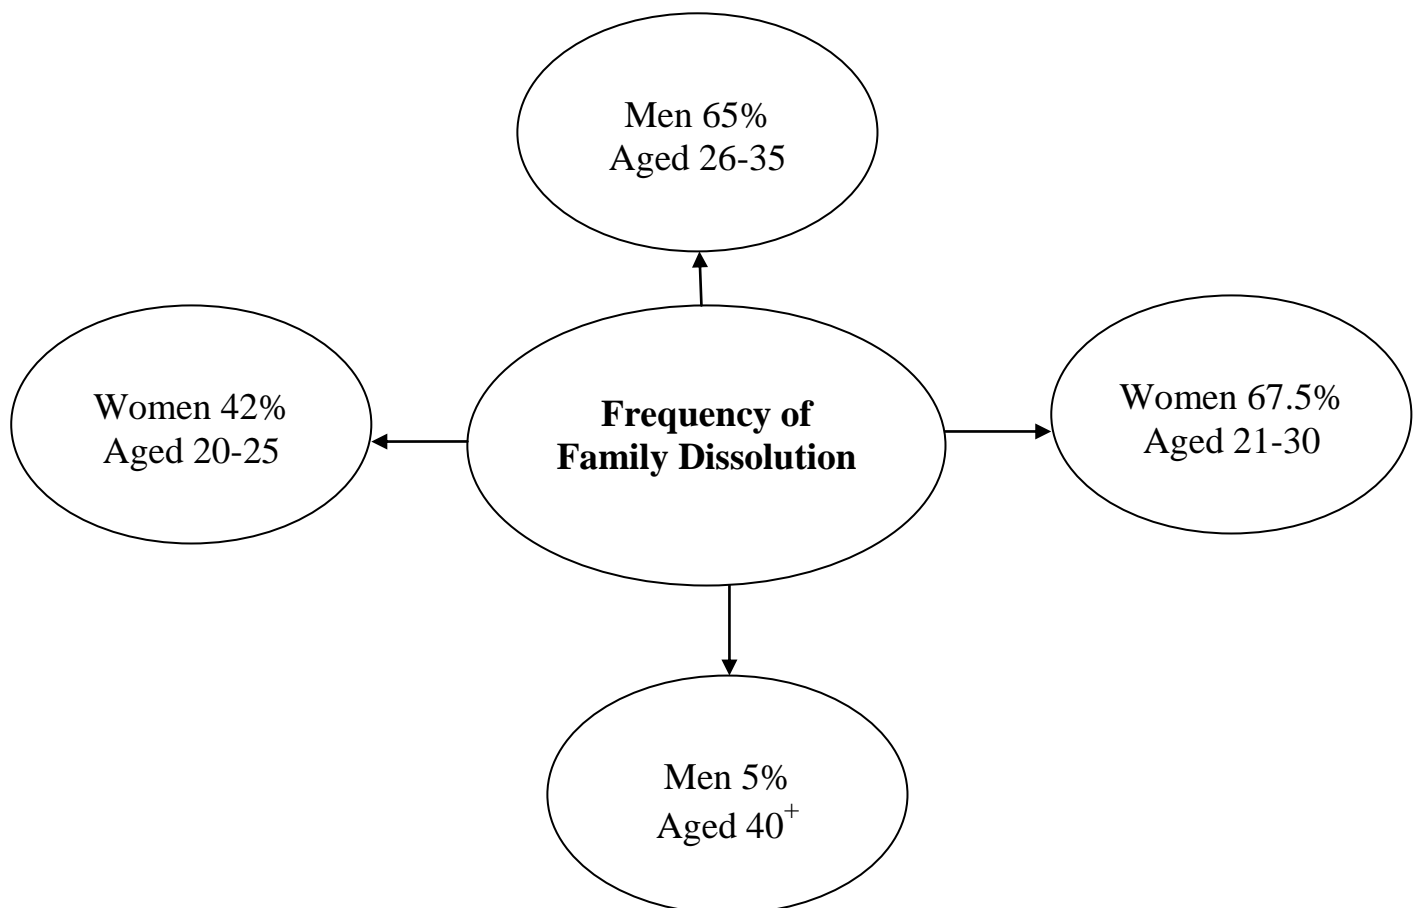 Men 65%
Aged 26-35
Women 42%
Aged 20-25
Frequency of
Family Dissolution
Women 67.5%
Aged 21-30
Men 5%
Aged 40+